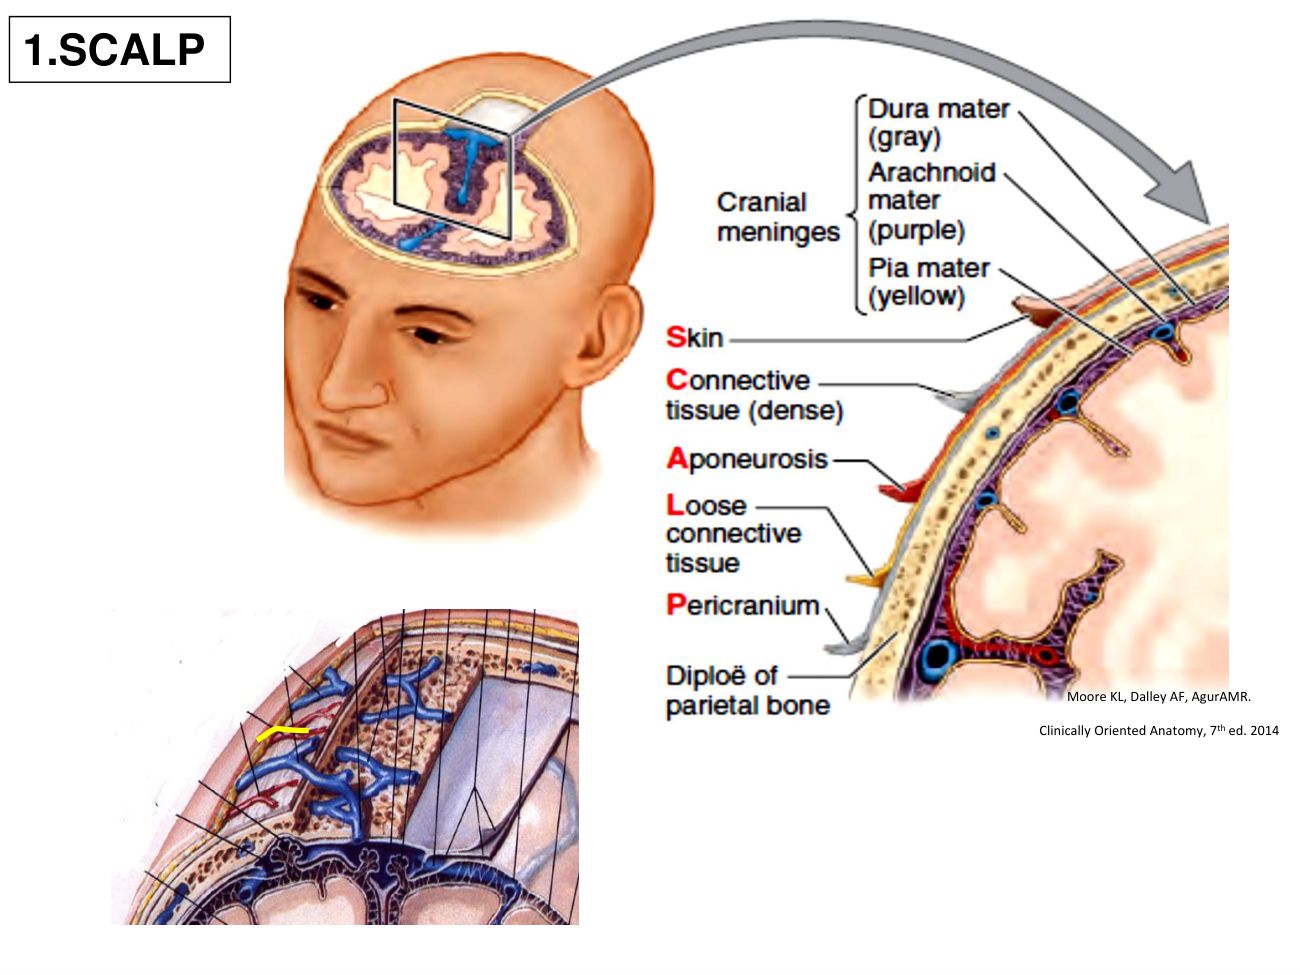 1.SCALP
Dura mater
(gray)
Arachnoid
mater
(purple)
Cranial
meninges
Pia mater
(yellow)
Skin
Connective
tissue (dense)
Aponeurosis
Loose
connective
tissue
Pericranium
Diploë of
parietal bone
Moore KL, Dalley AF, AgurAMR.
Clinically Oriented Anatomy, 7th ed. 2014